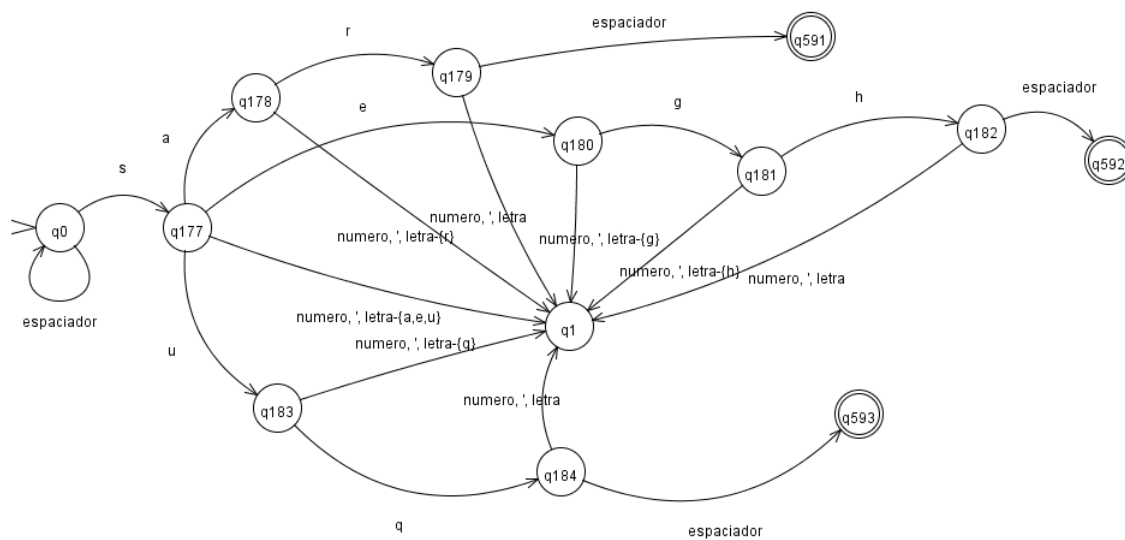 espaciador
r
q591
q179
espaciador
q178
e
g
h
q182
a
q180
q592
q181
s
q0
q177
numero, ', letra
numero, ', letra-{r}
numero, ', letra-{g}
numero, ', letra-{h}
numero, ', letra
espaciador
numero, ', letra-{a,e,u}
q1
u
numero, ', letra-{q}
numero, ', letra
q183
q593
q184
q
espaciador